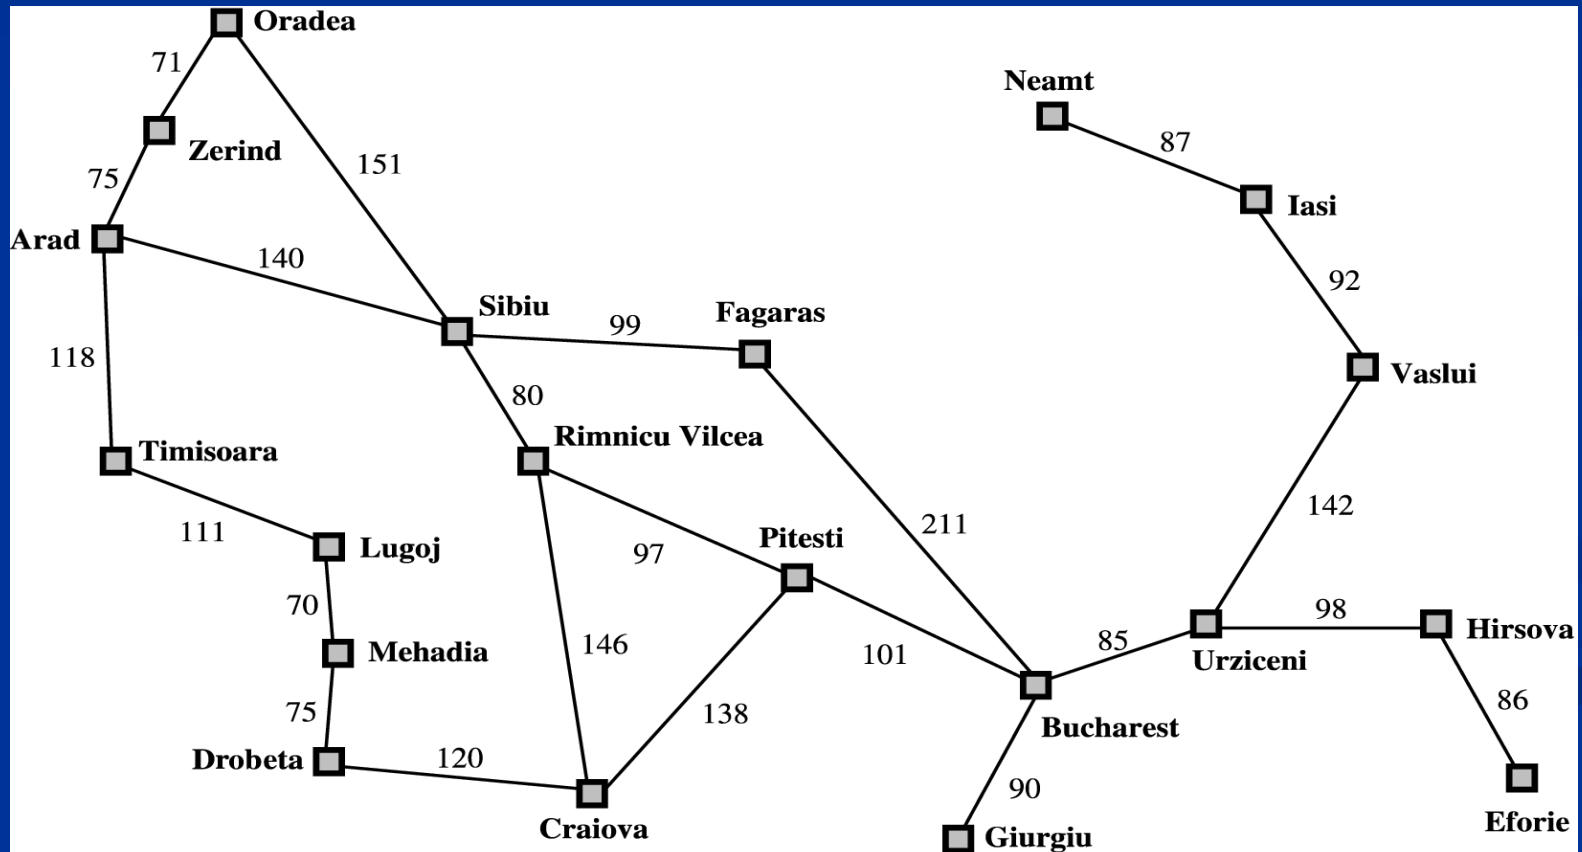 Oradea
71
Neamt
Zerind
87
151
75
Iasi
Arad
140
92
Sibiu
Fagaras
99
118
Vaslui
80
Rimnicu Vilcea
Timisoara
142
211
111
Pitesti
Lugoj
97
70
98
Hirsova
85
146
Mehadia
101
Urziceni
86
75
138
Bucharest
Drobeta
120
90
Eforie
Craiova
Giurgiu